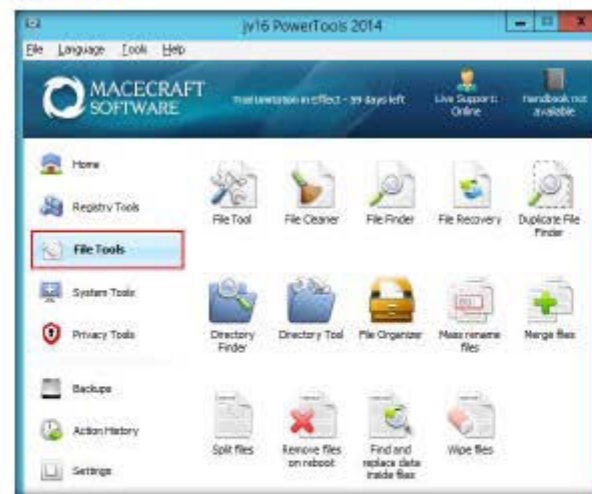 jv16 PowerTools 2014
File Language Tools Help
MACECRAFT
SOFTWARE
Trial Limitation in Effect - 59 days left
Live Support:
Online
Handbook not
available
Home
Registry Tools
File Tools
System Tools
Privacy Tools
Backups
Action History
Settings
File Tool
File Cleaner
File Finder
File Recovery
Duplicate File
Finder
Directory
Finder
Directory Tool
File Organizer
Mass rename
files
Merge files
Split files
Remove files
on reboot
Find and
replace data
inside files
Wipe files